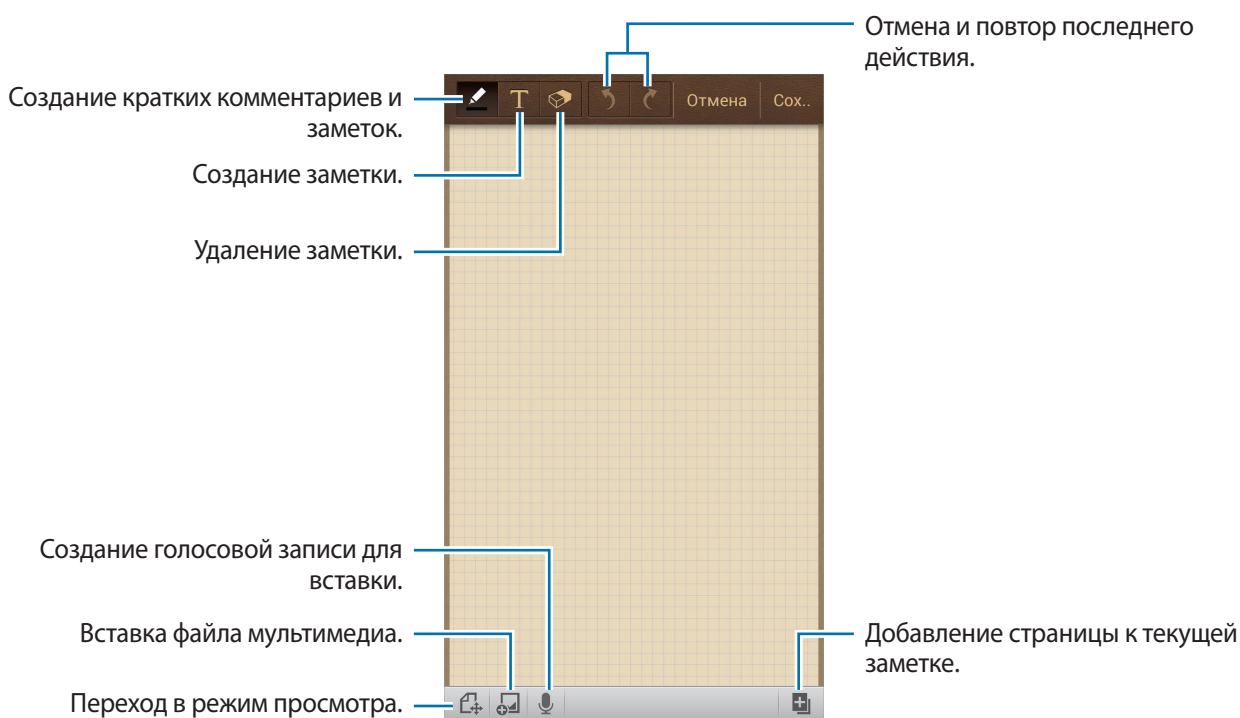 Отмена и повтор последнего
действия.
Создание кратких комментариев и
заметок.
T
Отмена
Сох..
Создание заметки.
Удаление заметки.
Создание голосовой записи для
вставки.
Вставка файла мультимедиа.
Добавление страницы к текущей
заметке.
Переход в режим просмотра.